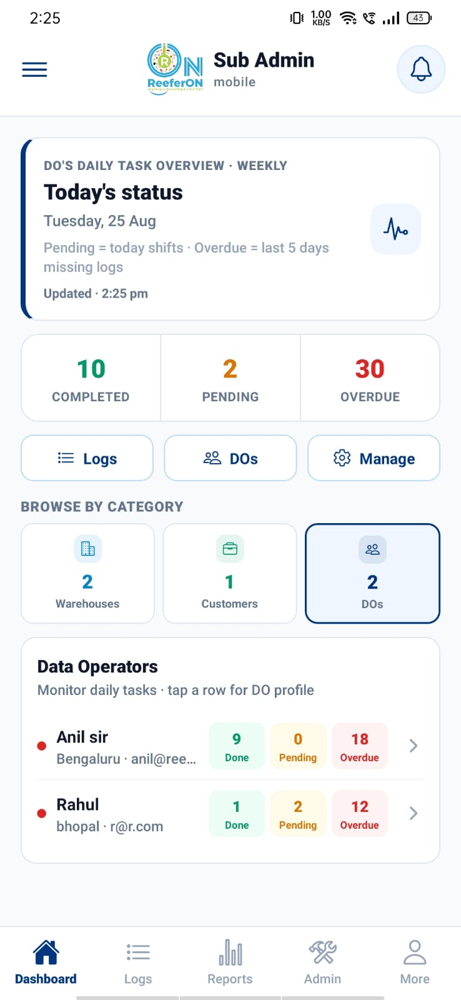 2:25
1.00
KB/S
43
R
ON
ReeferON
Sub Admin
mobile
DO'S DAILY TASK OVERVIEW · WEEKLY
Today's status
Tuesday, 25 Aug
Pending = today shifts · Overdue = last 5 days
missing logs
Updated · 2:25 pm
10
COMPLETED
2
PENDING
30
OVERDUE
Logs
DOs
Manage
BROWSE BY CATEGORY
2
Warehouses
1
Customers
2
DOs
Data Operators
Monitor daily tasks · tap a row for DO profile
Anil sir
Bengaluru · anil@ree...
9
Done
0
Pending
18
Overdue
Rahul
bhopal · r@r.com
1
Done
2
Pending
12
Overdue
Dashboard
Logs
Reports
Admin
More